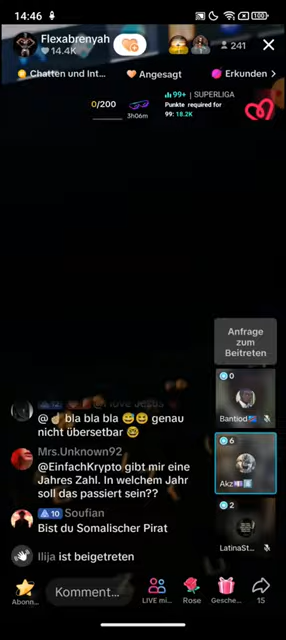 14:46
100
Flexabrenyah
14.4K
241
Chatten und Int...
Angesagt
Erkunden
0/200
3h06m
99+ | SUPERLIGA
Punkte required for
99: 18.2K
Anfrage
zum
Beitreten
0
Bantiod
6
Akz
2
LatinaSt...
@ bla bla bla genau
nicht übersetbar
Mrs.Unknown92
@EinfachKrypto gibt mir eine
Jahres Zahl. In welchem Jahr
soll das passiert sein??
10 Soufian
Bist du Somalischer Pirat
Ilija ist beigetreten
Abonn...
Komment...
LIVE mi...
Rose
Gesche...
15